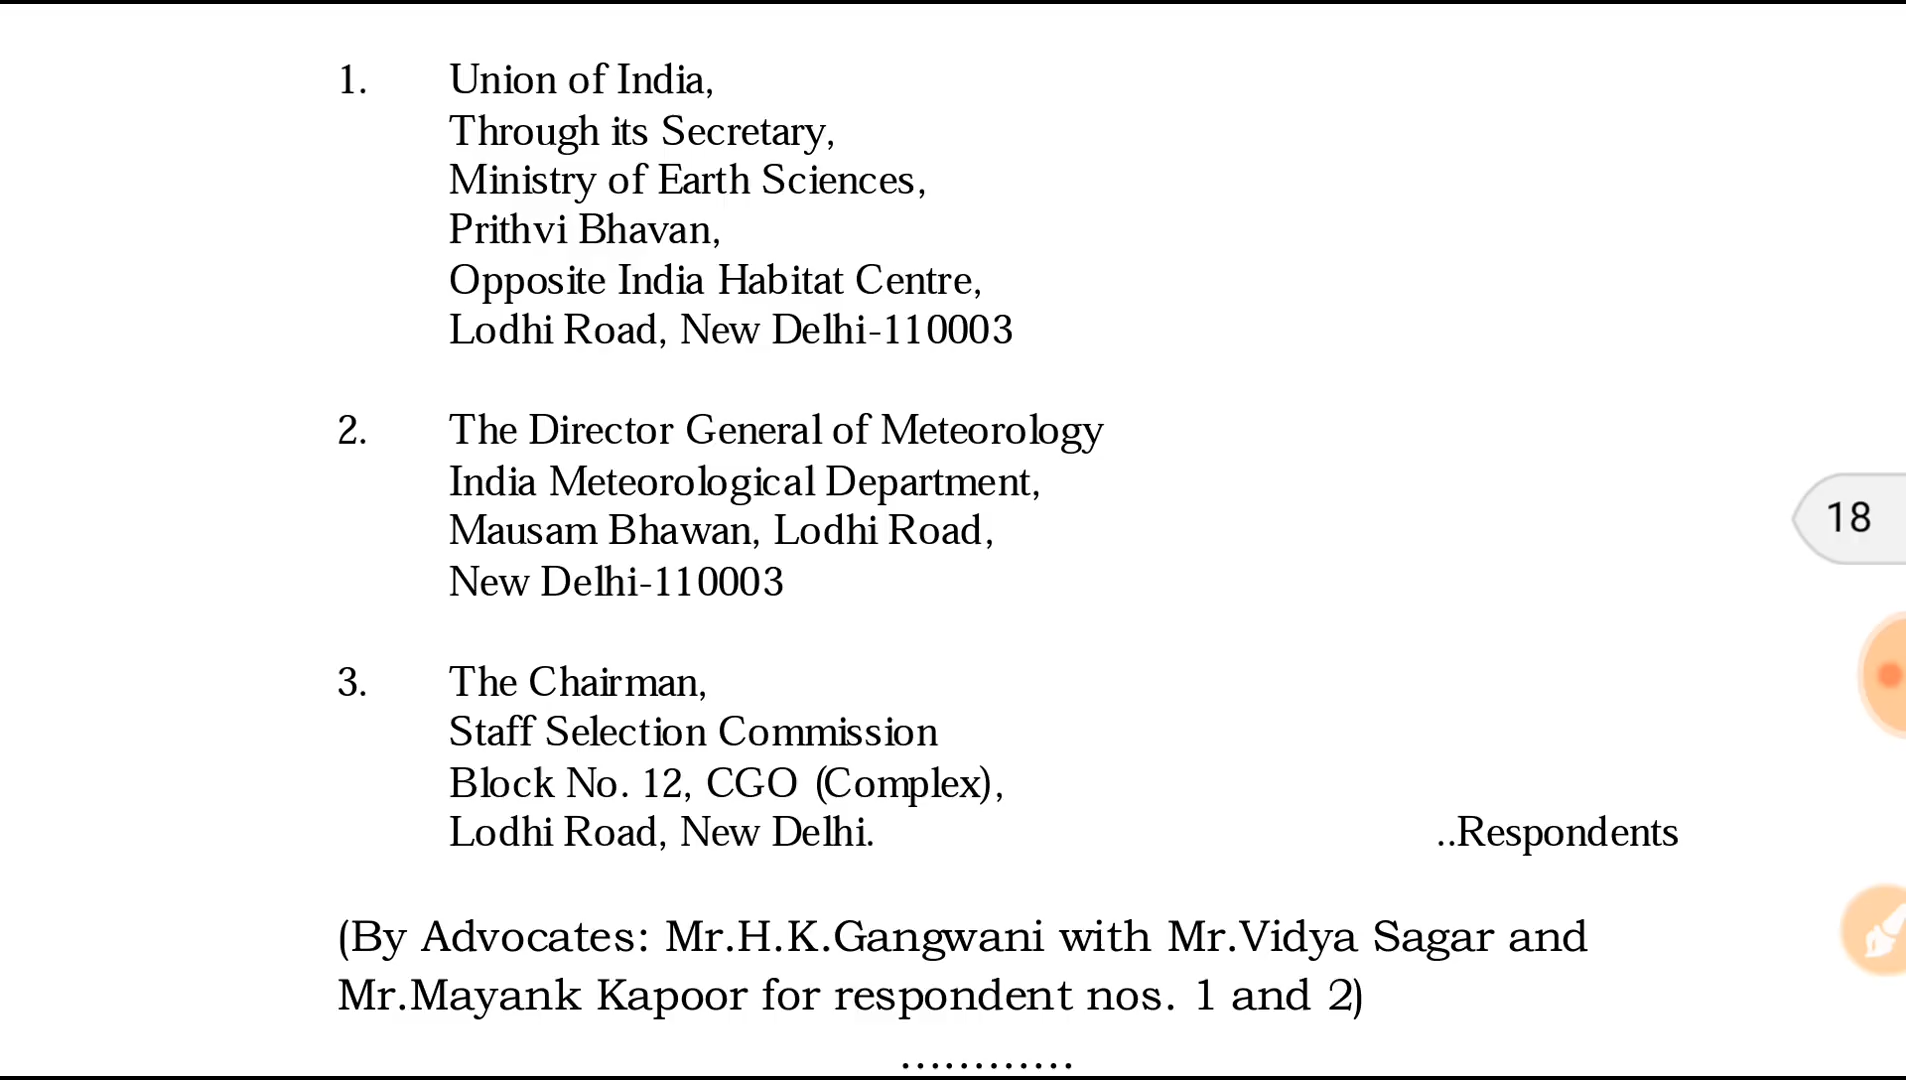 1. Union of India,
Through its Secretary,
Ministry of Earth Sciences,
Prithvi Bhavan,
Opposite India Habitat Centre,
Lodhi Road, New Delhi-110003
2. The Director General of Meteorology
India Meteorological Department,
Mausam Bhawan, Lodhi Road,
New Delhi-110003
18
3. The Chairman,
Staff Selection Commission
Block No. 12, CGO (Complex),
Lodhi Road, New Delhi. ..Respondents
(By Advocates: Mr.H.K.Gangwani with Mr.Vidya Sagar and
Mr.Mayank Kapoor for respondent nos. 1 and 2)
............